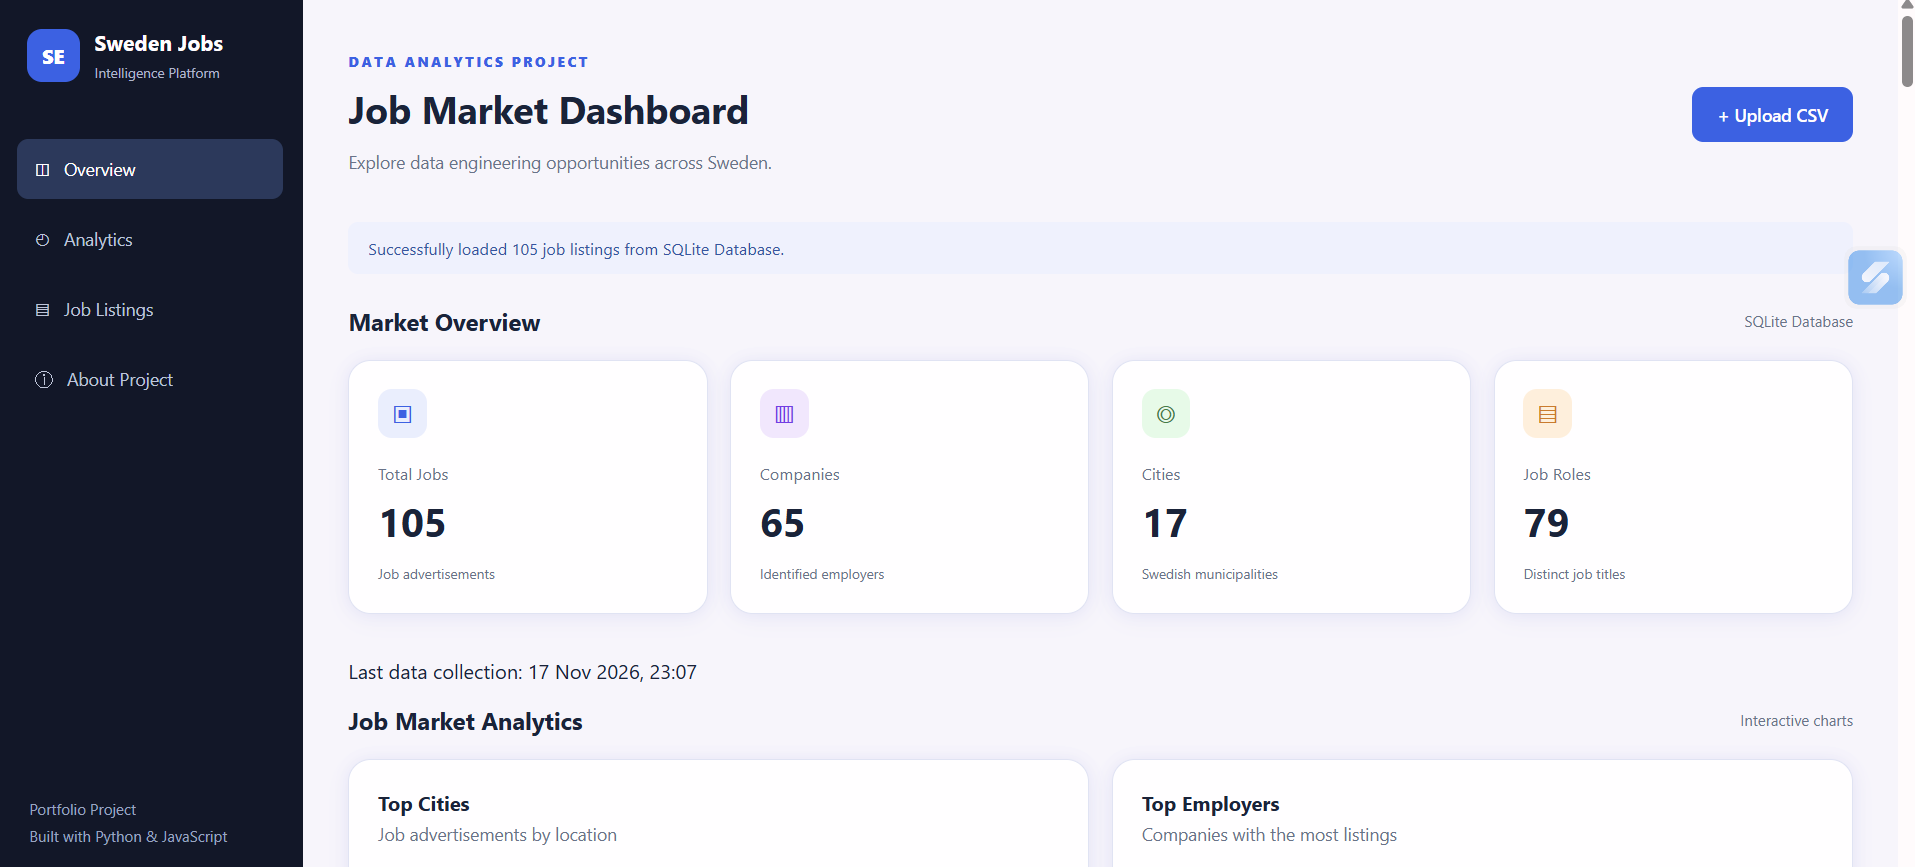 SE
Sweden Jobs
Intelligence Platform
Overview
Analytics
Job Listings
About Project
Portfolio Project
Built with Python & JavaScript
DATA ANALYTICS PROJECT
Job Market Dashboard
Explore data engineering opportunities across Sweden.
+ Upload CSV
Successfully loaded 105 job listings from SQLite Database.
Market Overview
SQLite Database
Total Jobs
105
Job advertisements
Companies
65
Identified employers
Cities
17
Swedish municipalities
Job Roles
79
Distinct job titles
Last data collection: 17 Nov 2026, 23:07
Job Market Analytics
Interactive charts
Top Cities
Job advertisements by location
Top Employers
Companies with the most listings